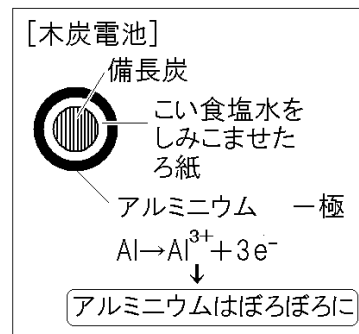 [木炭電池]
備長炭
こい食塩水を
しみこませた
ろ紙
アルミニウム −極
Al→Al³⁺+3e⁻
↓
アルミニウムはぼろぼろに